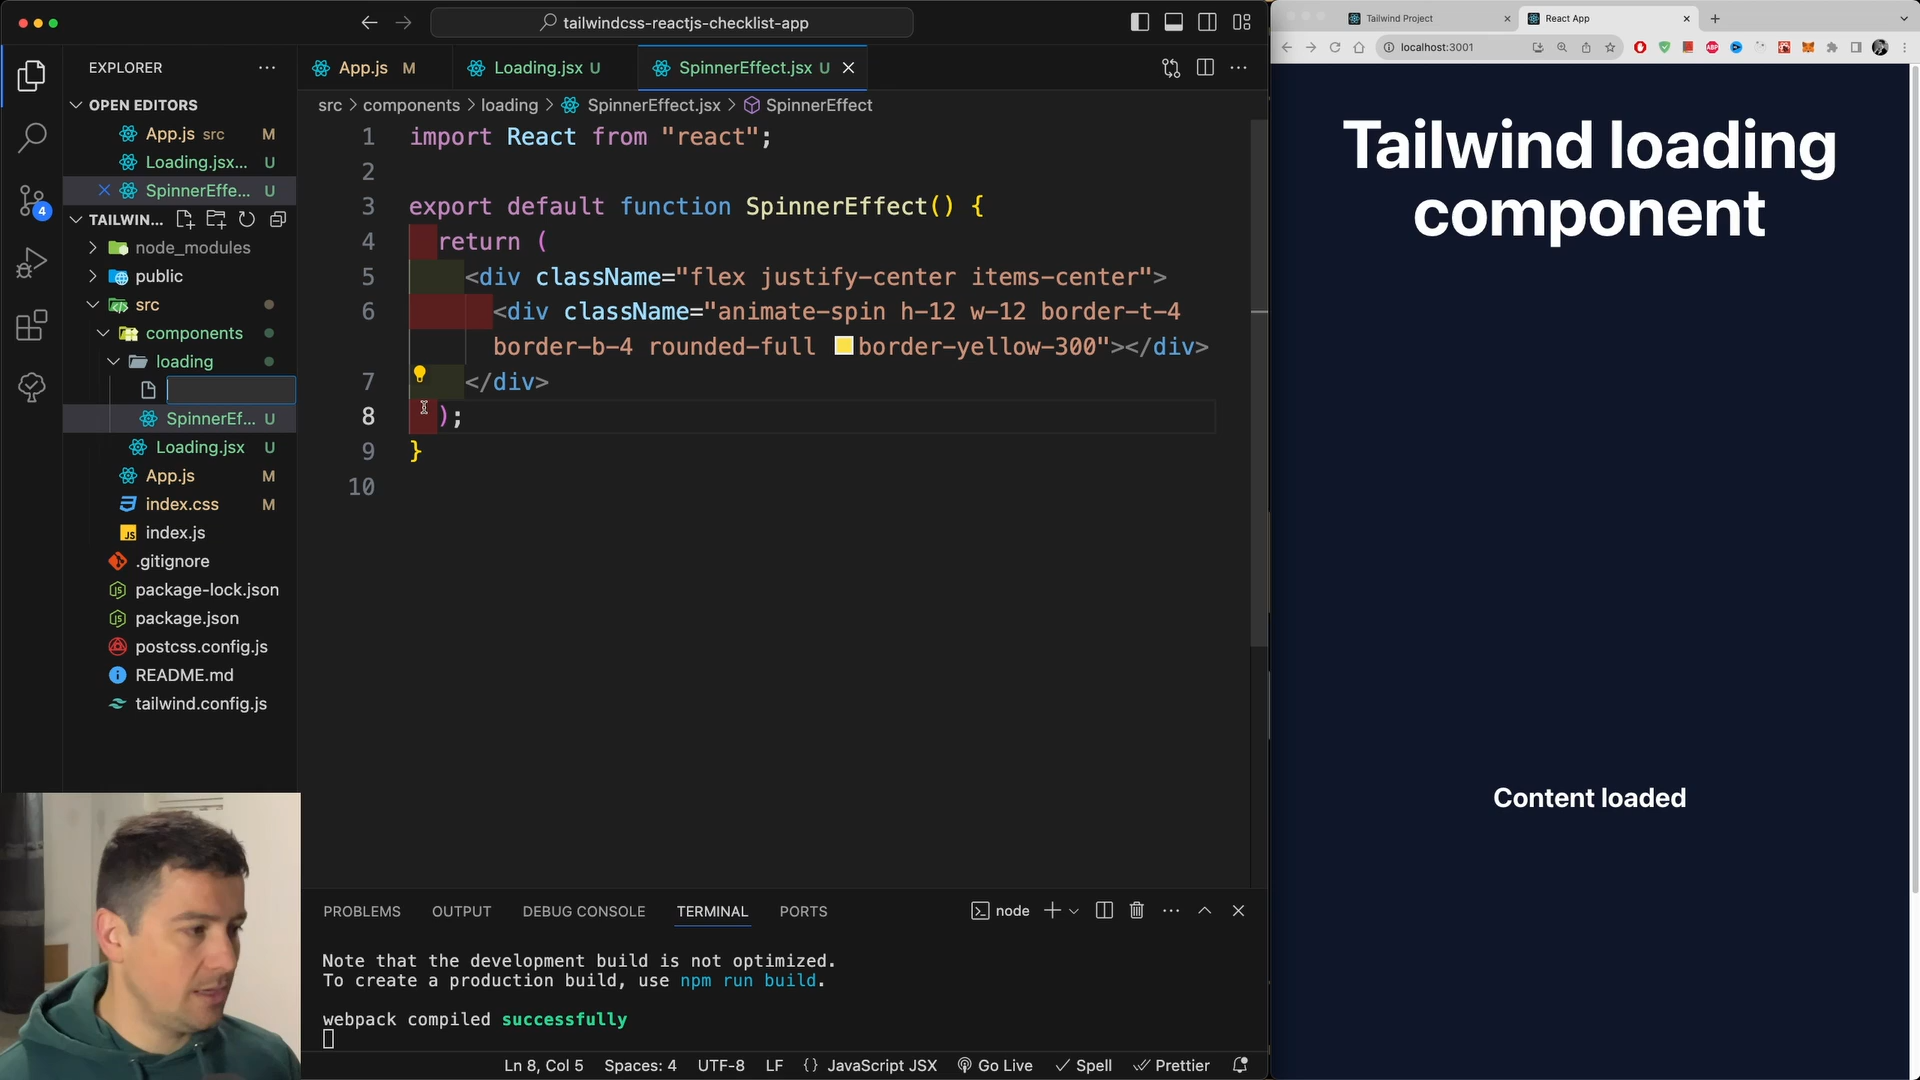 tailwindcss-reactjs-checklist-app
Tailwind Project
React App
localhost:3001
EXPLORER
App.js M
Loading.jsx U
SpinnerEffect.jsx U
OPEN EDITORS
App.js src M
Loading.jsx... U
SpinnerEffe... U
TAILWIN...
node_modules
public
src
components
loading
SpinnerEf... U
Loading.jsx U
App.js M
index.css M
index.js
.gitignore
package-lock.json
package.json
postcss.config.js
README.md
tailwind.config.js
4
src > components > loading > SpinnerEffect.jsx > SpinnerEffect
1 import React from "react";
2
3 export default function SpinnerEffect() {
4 return (
5 <div className="flex justify-center items-center">
6 <div className="animate-spin h-12 w-12 border-t-4
border-b-4 rounded-full border-yellow-300"></div>
7 </div>
8 );
9 }
10
PROBLEMS OUTPUT DEBUG CONSOLE TERMINAL PORTS
node
Note that the development build is not optimized.
To create a production build, use npm run build.
webpack compiled successfully
Ln 8, Col 5 Spaces: 4 UTF-8 LF {} JavaScript JSX Go Live Spell Prettier
Tailwind loading
component
Content loaded